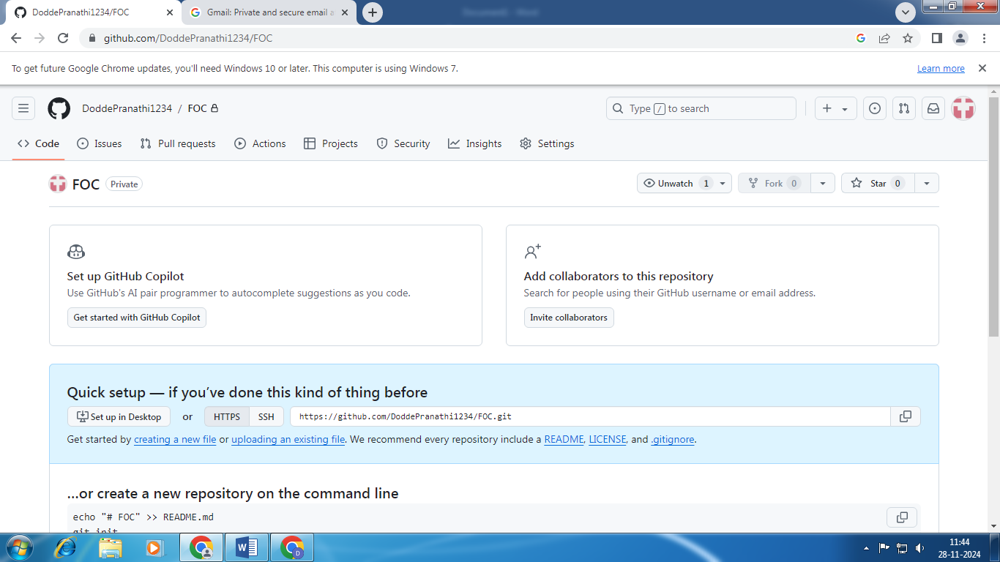 DoddePranathi1234/FOC
Gmail: Private and secure email a
github.com/DoddePranathi1234/FOC
To get future Google Chrome updates, you'll need Windows 10 or later. This computer is using Windows 7.
Learn more
DoddePranathi1234 / FOC
Type / to search
Code
Issues
Pull requests
Actions
Projects
Security
Insights
Settings
FOC Private
Unwatch 1
Fork 0
Star 0
Set up GitHub Copilot
Use GitHub's AI pair programmer to autocomplete suggestions as you code.
Get started with GitHub Copilot
Add collaborators to this repository
Search for people using their GitHub username or email address.
Invite collaborators
Quick setup — if you’ve done this kind of thing before
Set up in Desktop or HTTPS SSH https://github.com/DoddePranathi1234/FOC.git
Get started by creating a new file or uploading an existing file. We recommend every repository include a README, LICENSE, and .gitignore.
…or create a new repository on the command line
echo "# FOC" >> README.md
git init
W
D
11:44
28-11-2024